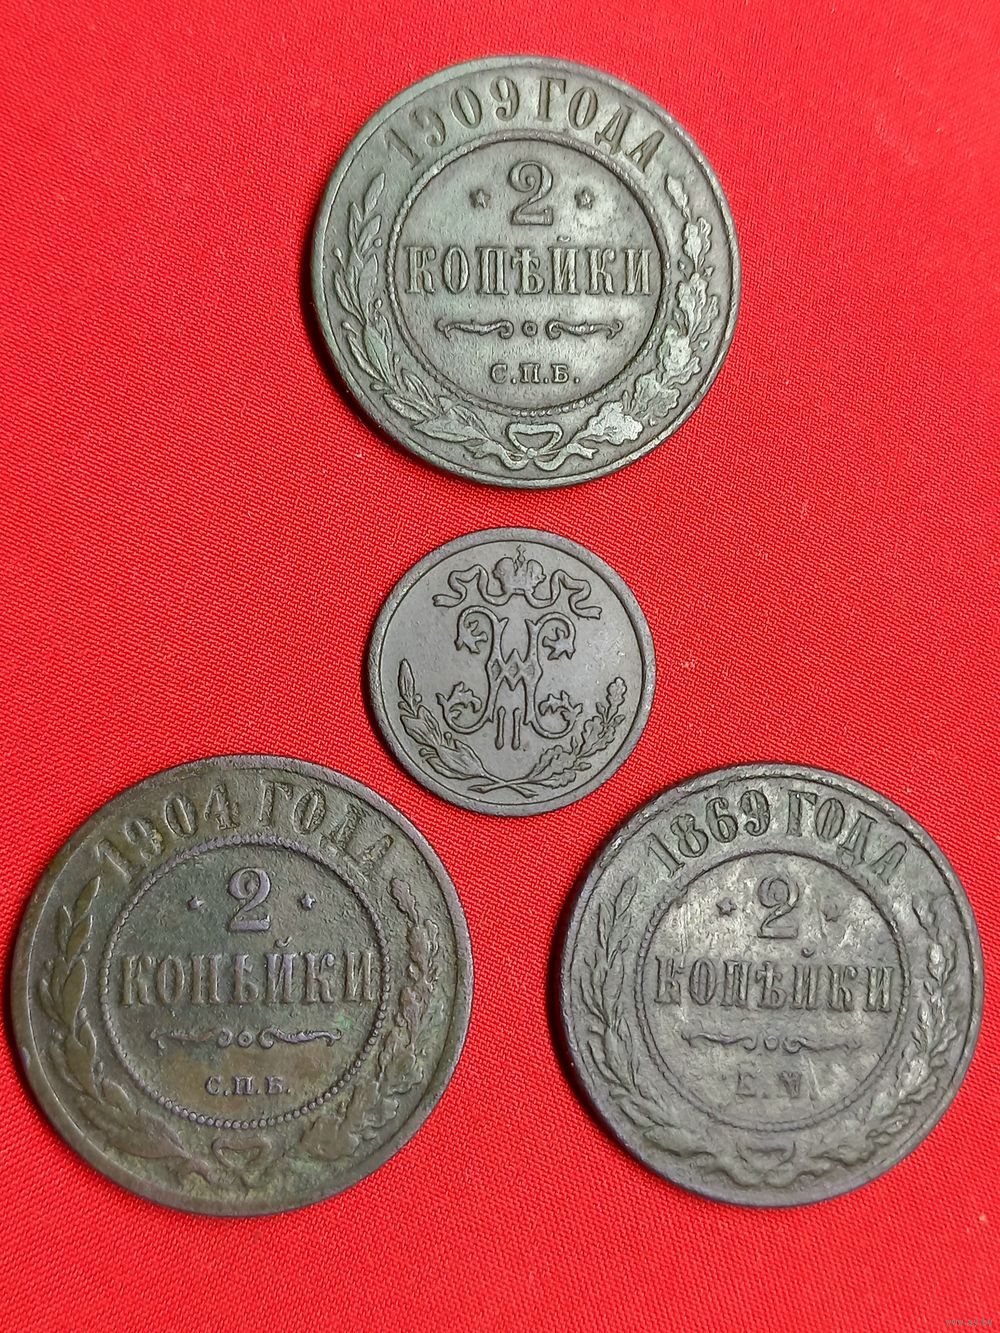 1909 ГОДА
2
КОПѢЙКИ
С.П.Б.
1904 ГОДА
2
КОПѢЙКИ
С.П.Б.
1869 ГОДА
2
КОПѢЙКИ
Е.М